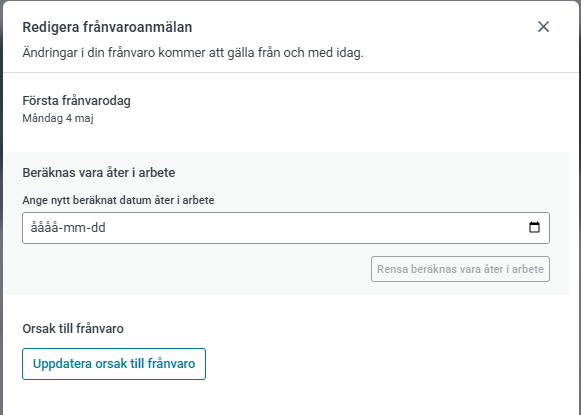 Redigera frånvaroanmälan
Ändringar i din frånvaro kommer att gälla från och med idag.
Första frånvarodag
Måndag 4 maj
Beräknas vara åter i arbete
Ange nytt beräknat datum åter i arbete
åååå-mm-dd
Rensa beräknas vara åter i arbete
Orsak till frånvaro
Uppdatera orsak till frånvaro